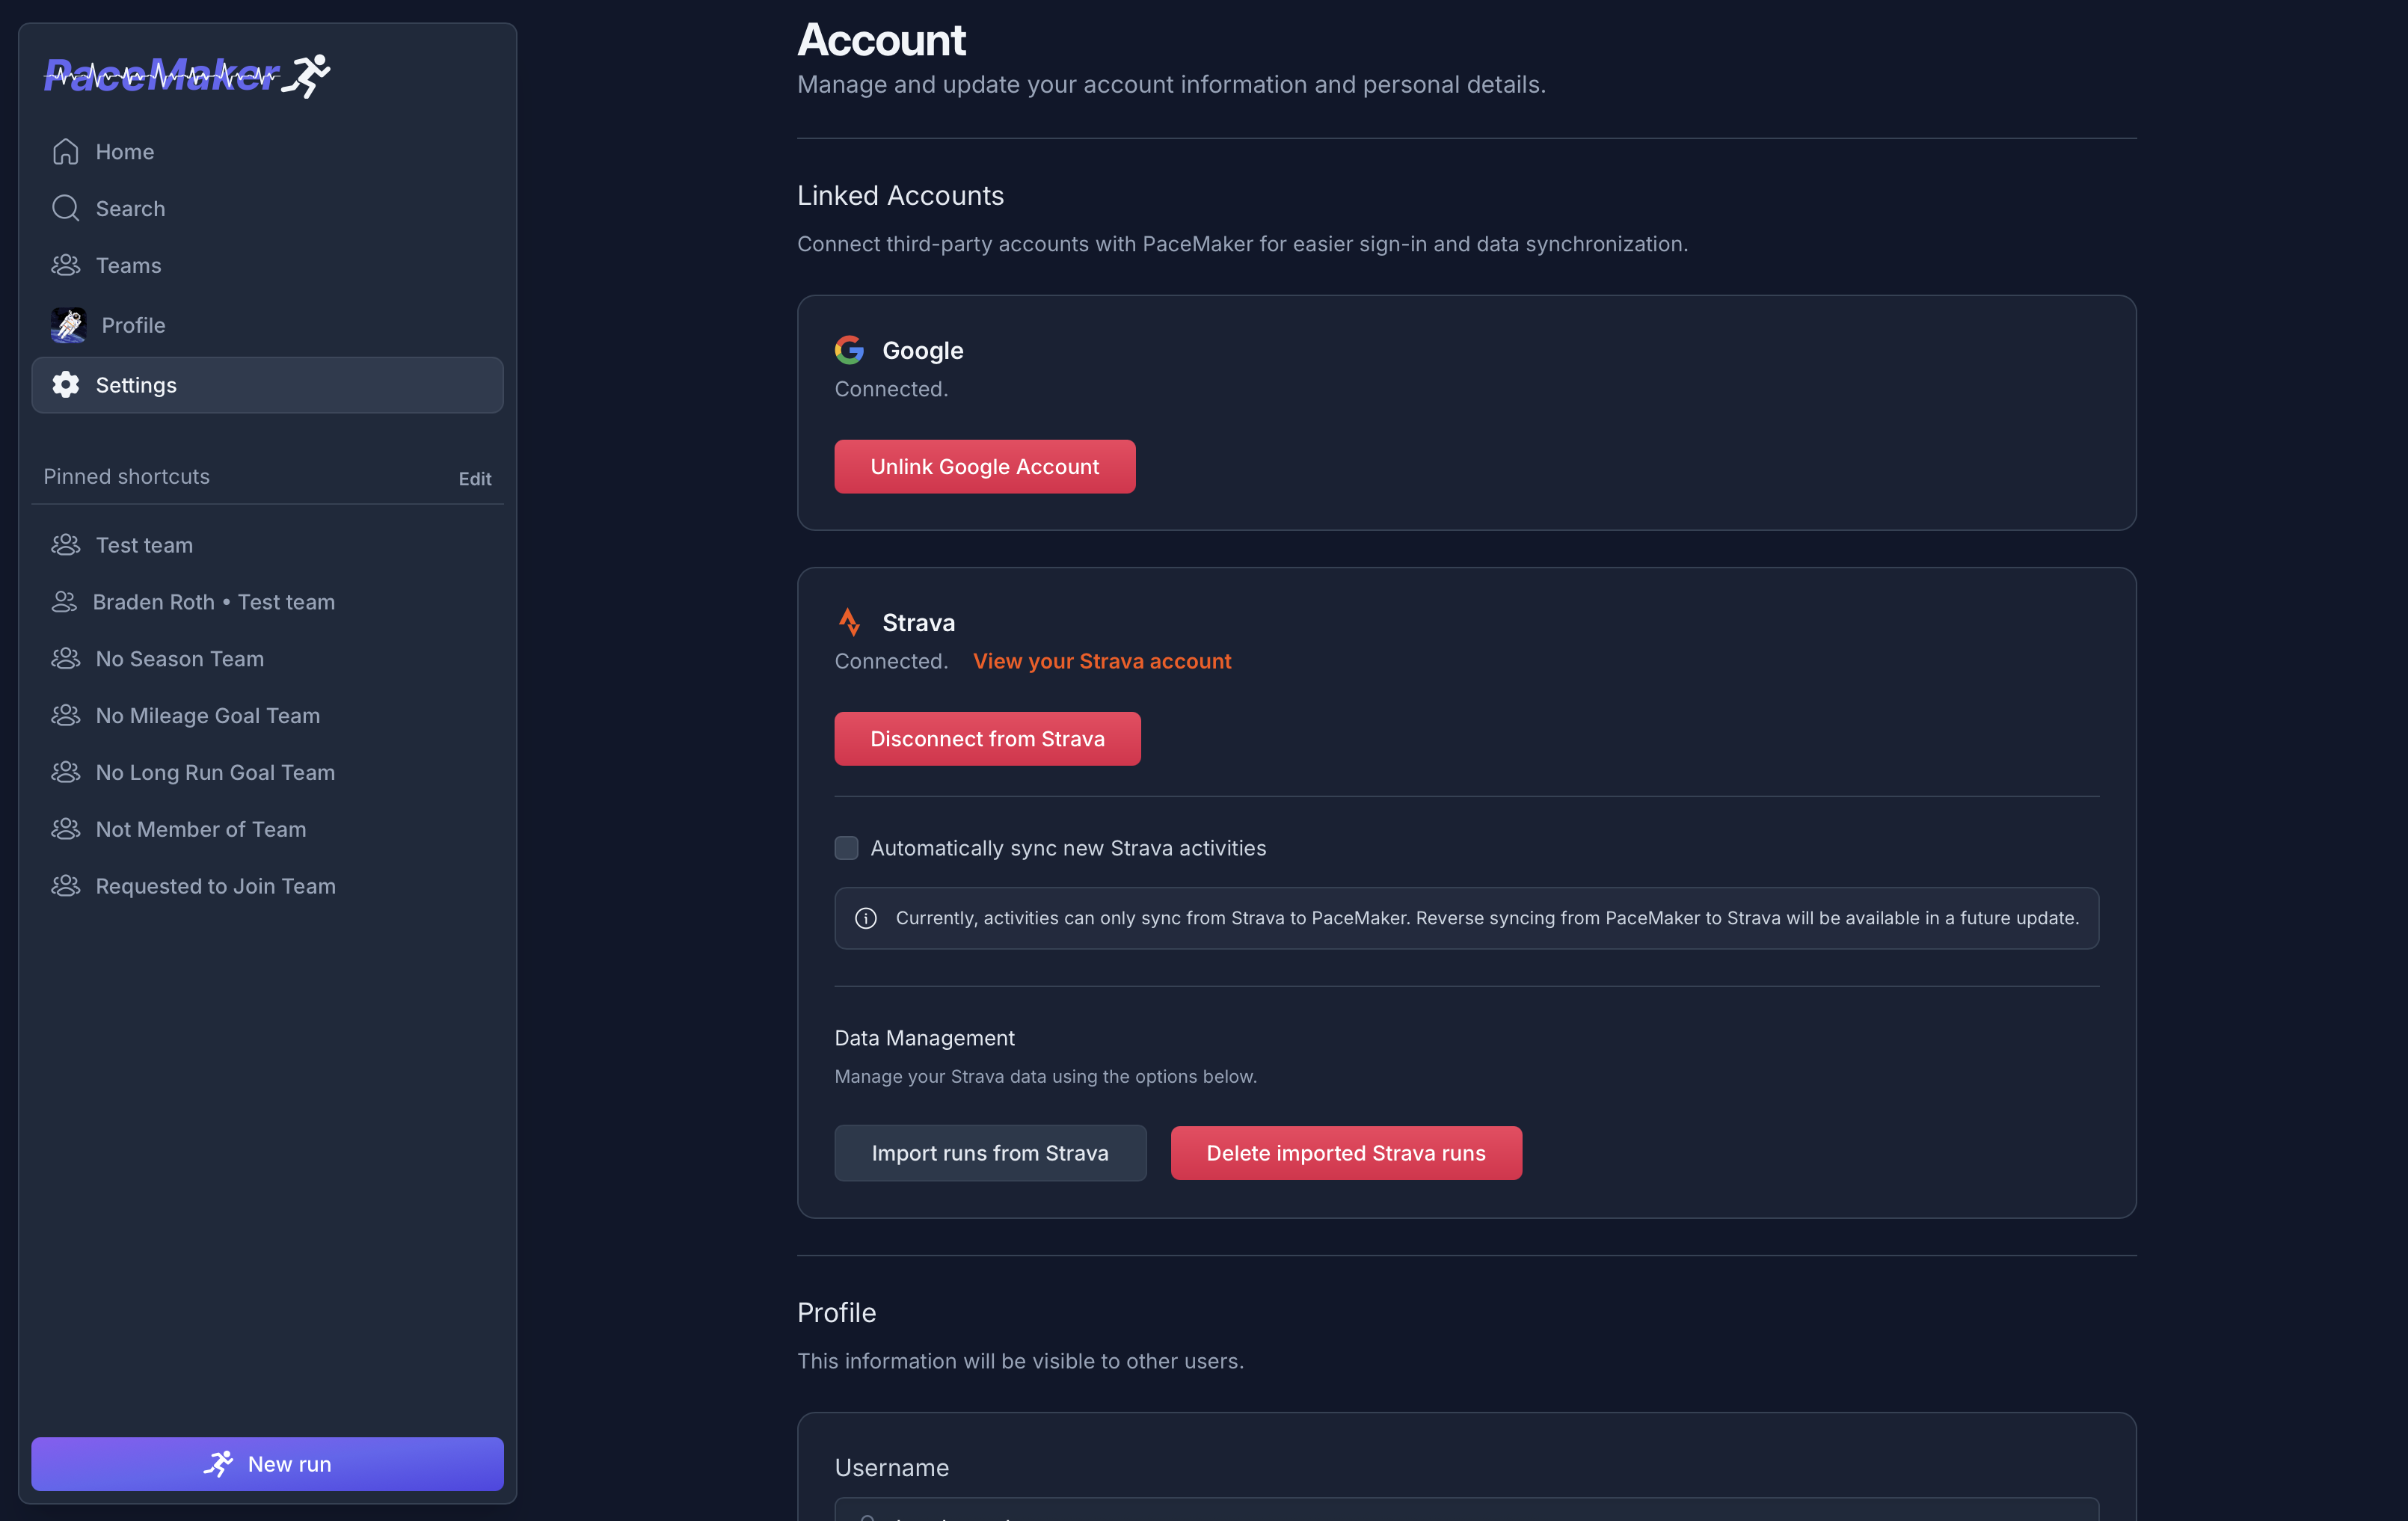 PaceMaker
Home
Search
Teams
Profile
Settings
Pinned shortcuts
Edit
Test team
Braden Roth • Test team
No Season Team
No Mileage Goal Team
No Long Run Goal Team
Not Member of Team
Requested to Join Team
New run
Account
Manage and update your account information and personal details.
Linked Accounts
Connect third-party accounts with PaceMaker for easier sign-in and data synchronization.
Google
Connected.
Unlink Google Account
Strava
Connected. View your Strava account
Disconnect from Strava
Automatically sync new Strava activities
Currently, activities can only sync from Strava to PaceMaker. Reverse syncing from PaceMaker to Strava will be available in a future update.
Data Management
Manage your Strava data using the options below.
Import runs from Strava
Delete imported Strava runs
Profile
This information will be visible to other users.
Username